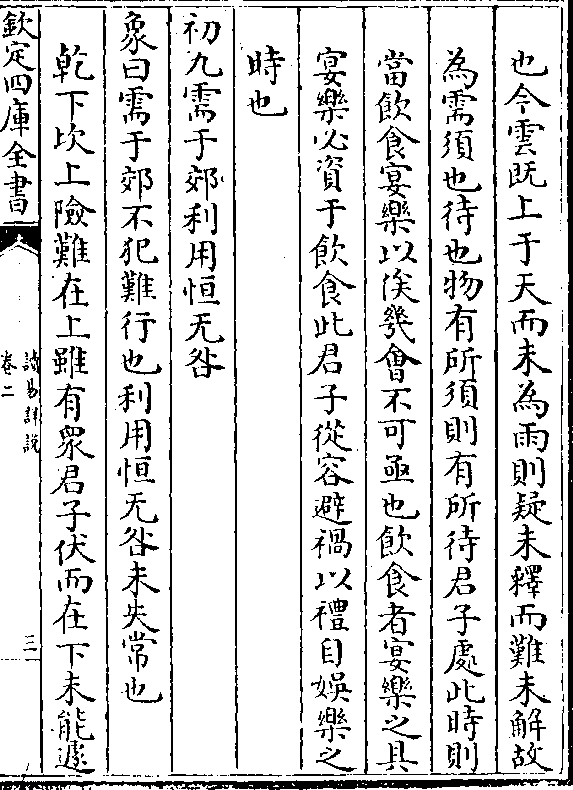 也今雲既上于天而未為雨則疑未釋而難未解故
為需須也待也物有所須則有所待君子處此時則
當飲食宴樂以俟幾會不可亟也飲食者宴樂之具
宴樂必資于飲食此君子從容避禍以禮自娛樂之
時也
初九需于郊利用恒无咎
象曰需于郊不犯難行也利用恒无咎未失常也
乾下坎上險難在上雖有衆君子伏而在下未能遽
欽定四庫全書
讀易詳說
卷二
三